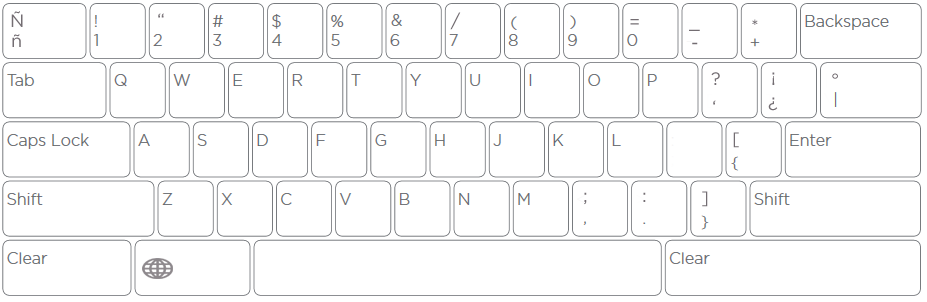 Ñ ! “ # $ % & / ( ) = _ * Backspace
ñ 1 2 3 4 5 6 7 8 9 0 - +
Tab Q W E R T Y U I O P ? ¡ °
‘ ¿ |
Caps Lock A S D F G H J K L [ Enter
{
Shift Z X C V B N M ; : ] Shift
, . }
Clear Clear